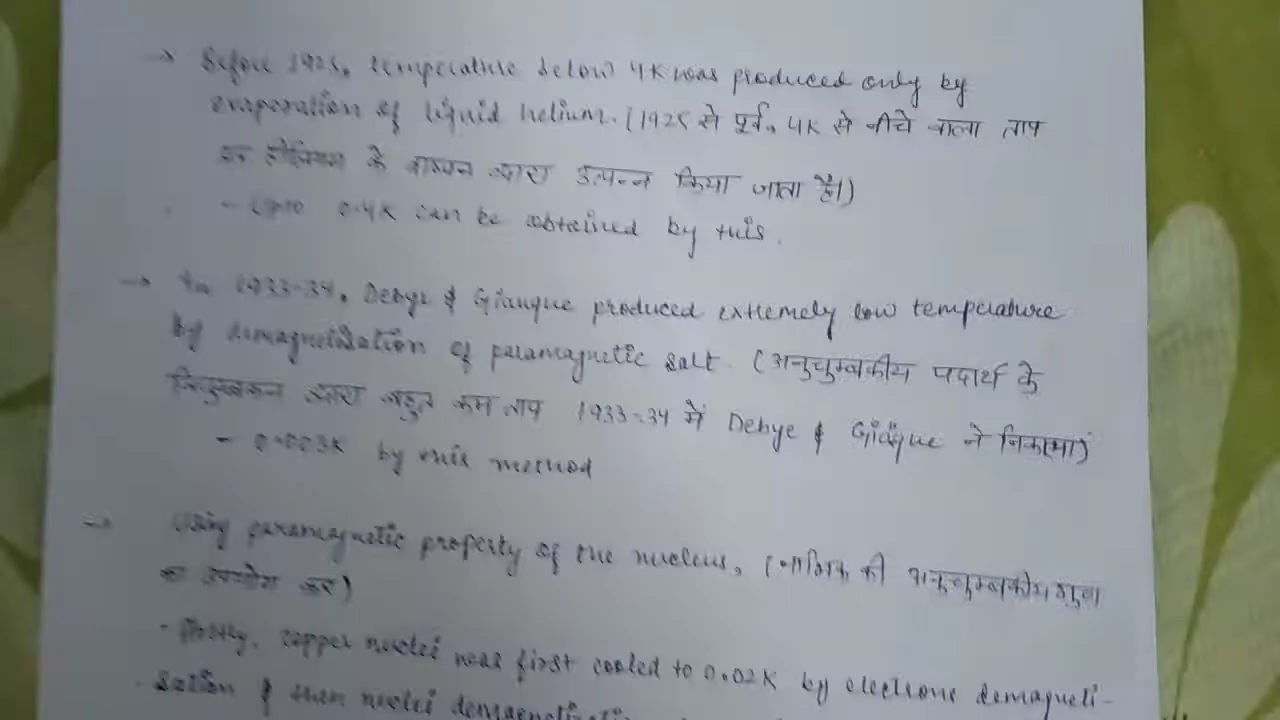 → Before 1925, temperature below 4K was produced only by
evaporation of liquid helium. (1925 से पूर्व, 4K से नीचे वाला ताप
द्रव हीलियम के वाष्पन द्वारा उत्पन्न किया जाता है।)
- Upto 0.4K can be obtained by this.
→ In 1933-34, Debye & Giauque produced extremely low temperature
by demagnetisation of paramagnetic salt. (अनुचुम्बकीय पदार्थ के
विचुम्बकन द्वारा बहुत कम ताप 1933-34 में Debye & Giauque ने निकाला)
- 0.003K by this method
→ Using paramagnetic property of the nucleus, (नाभिक की अनुचुम्बकीय गुण
का उपयोग कर)
- Firstly, copper nuclei was first cooled to 0.02K by electrons demagneti-
sation & then nuclei demagnetisation